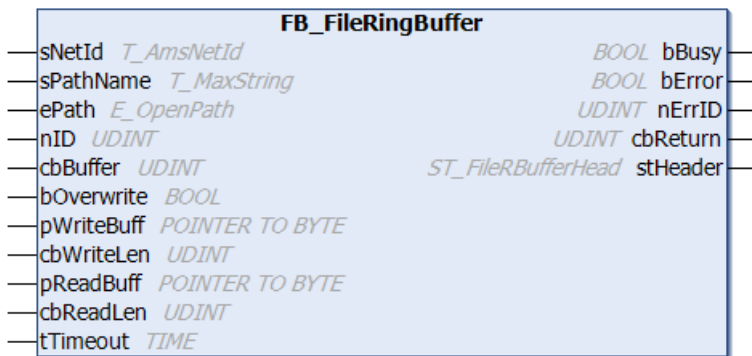 FB_FileRingBuffer
sNetId T_AmsNetId BOOL bBusy
sPathName T_MaxString BOOL bError
ePath E_OpenPath UDINT nErrID
nID UDINT UDINT cbReturn
cbBuffer UDINT ST_FileRBufferHead stHeader
bOverwrite BOOL
pWriteBuff POINTER TO BYTE
cbWriteLen UDINT
pReadBuff POINTER TO BYTE
cbReadLen UDINT
tTimeout TIME